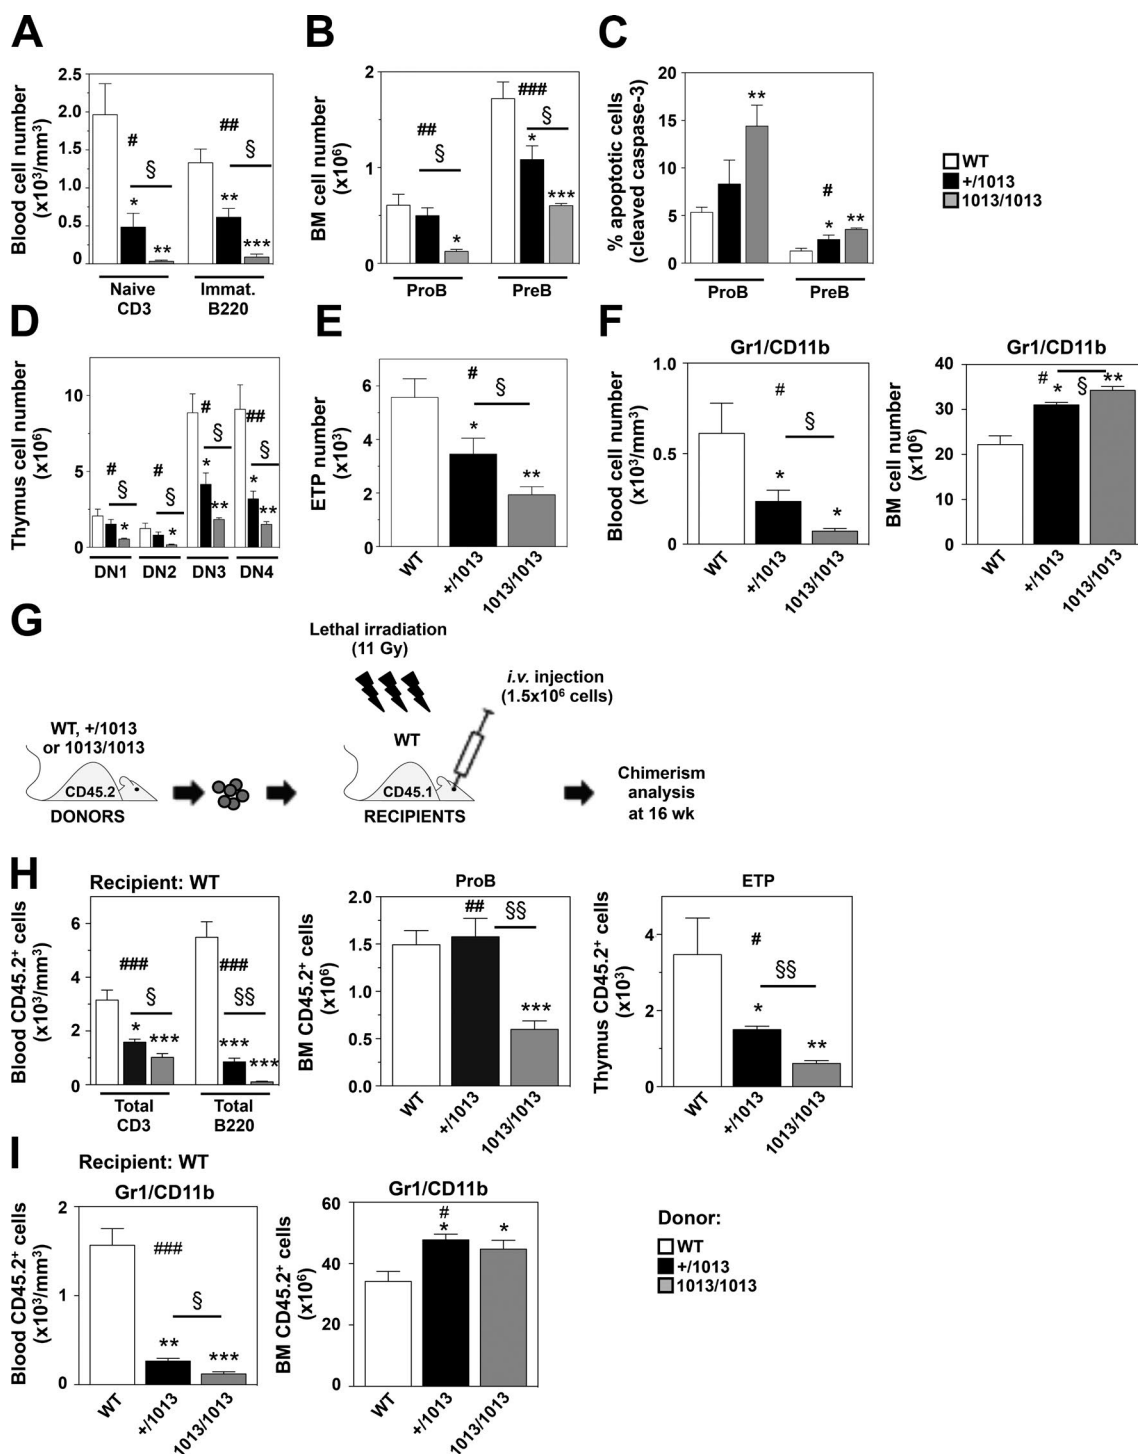 A
Blood cell number
(x10³/mm³)
2.5
2.0
1.5
1.0
0.5
0
#
§
*
**
##
§
**
***
Naive
CD3
Immat.
B220
B
BM cell number
(x10⁶)
2
1
0
##
§
*
###
§
*
***
ProB
PreB
C
% apoptotic cells
(cleaved caspase-3)
20
15
10
5
0
**
#
*
**
ProB
PreB
WT
+/1013
1013/1013
D
Thymus cell number
(x10⁶)
10
5
0
#
§
*
#
§
*
#
§
*
**
##
§
*
**
DN1
DN2
DN3
DN4
E
ETP number
(x10³)
6
4
2
0
#
§
*
**
WT
+/1013
1013/1013
F
Gr1/CD11b
Blood cell number
(x10³/mm³)
1.0
0.5
0
#
§
*
*
WT
+/1013
1013/1013
Gr1/CD11b
BM cell number
(x10⁶)
40
30
20
10
0
#
*
§
**
WT
+/1013
1013/1013
G
Lethal irradiation
(11 Gy)
i.v. injection
(1.5x10⁶ cells)
WT, +/1013
or 1013/1013
WT
CD45.2
CD45.1
DONORS
RECIPIENTS
Chimerism
analysis
at 16 wk
H
Recipient: WT
Blood CD45.2⁺ cells
(x10³/mm³)
6
4
2
0
###
§
*
***
###
§§
***
***
Total
CD3
Total
B220
ProB
BM CD45.2⁺ cells
(x10⁶)
2.0
1.5
1.0
0.5
0.0
##
§§
***
WT
+/1013
1013/1013
ETP
Thymus CD45.2⁺ cells
(x10³)
4
2
0
#
§§
*
**
WT
+/1013
1013/1013
I
Recipient: WT
Gr1/CD11b
Blood CD45.2⁺ cells
(x10³/mm³)
2
1
0
###
§
**
***
WT
+/1013
1013/1013
Gr1/CD11b
BM CD45.2⁺ cells
(x10⁶)
60
40
20
0
#
*
*
WT
+/1013
1013/1013
Donor:
WT
+/1013
1013/1013